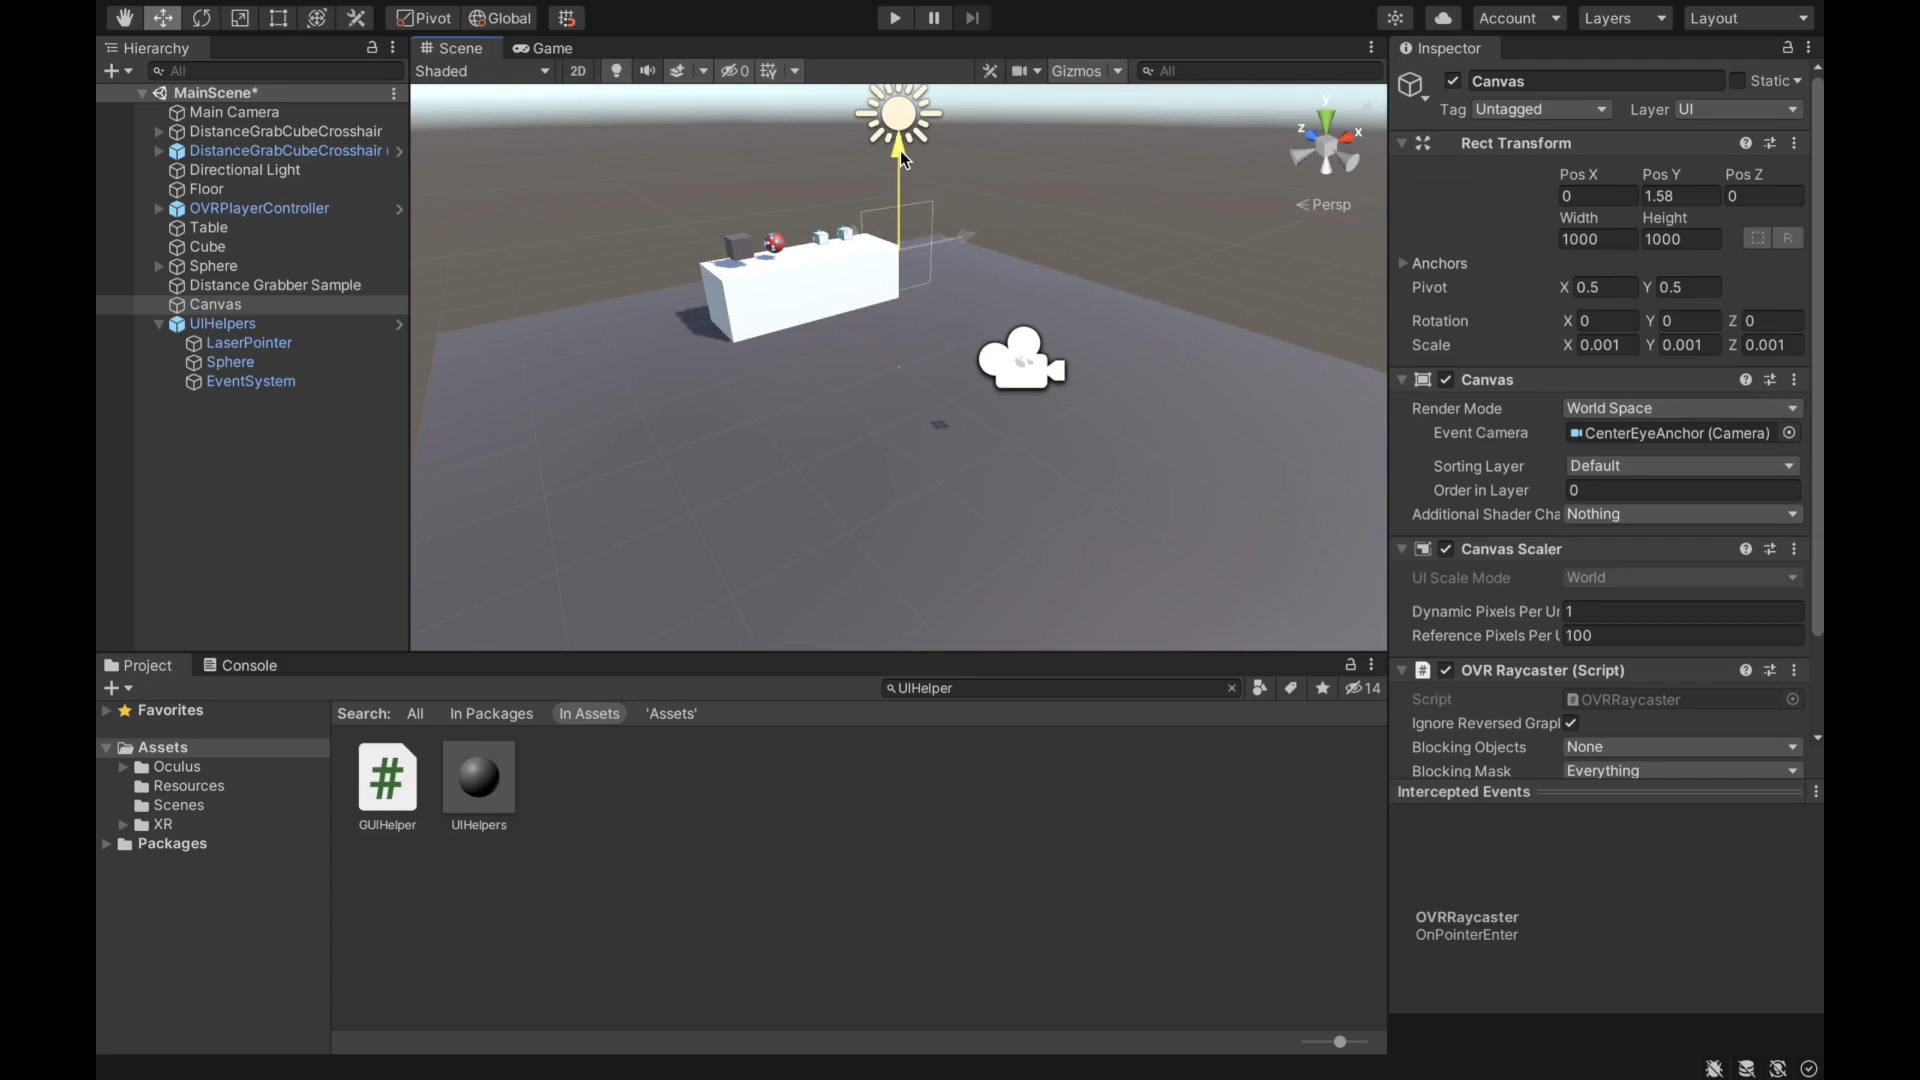 Pivot Global Account Layers Layout
Hierarchy
All
MainScene*
Main Camera
DistanceGrabCubeCrosshair
DistanceGrabCubeCrosshair (
Directional Light
Floor
OVRPlayerController
Table
Cube
Sphere
Distance Grabber Sample
Canvas
UIHelpers
LaserPointer
Sphere
EventSystem
Scene Game
Shaded 2D 0 Gizmos All
y
z x
Persp
Inspector
Canvas Static
Tag Untagged Layer UI
Rect Transform
Pos X Pos Y Pos Z
0 1.58 0
Width Height
1000 1000 R
Anchors
Pivot X 0.5 Y 0.5
Rotation X 0 Y 0 Z 0
Scale X 0.001 Y 0.001 Z 0.001
Canvas
Render Mode World Space
Event Camera CenterEyeAnchor (Camera)
Sorting Layer Default
Order in Layer 0
Additional Shader Cha Nothing
Canvas Scaler
UI Scale Mode World
Dynamic Pixels Per Un 1
Reference Pixels Per U 100
OVR Raycaster (Script)
Script OVRRaycaster
Ignore Reversed Graph
Blocking Objects None
Blocking Mask Everything
Intercepted Events
OVRRaycaster
OnPointerEnter
Project Console
UIHelper 14
Favorites
Assets
Oculus
Resources
Scenes
XR
Packages
Search: All In Packages In Assets 'Assets'
GUIHelper UIHelpers